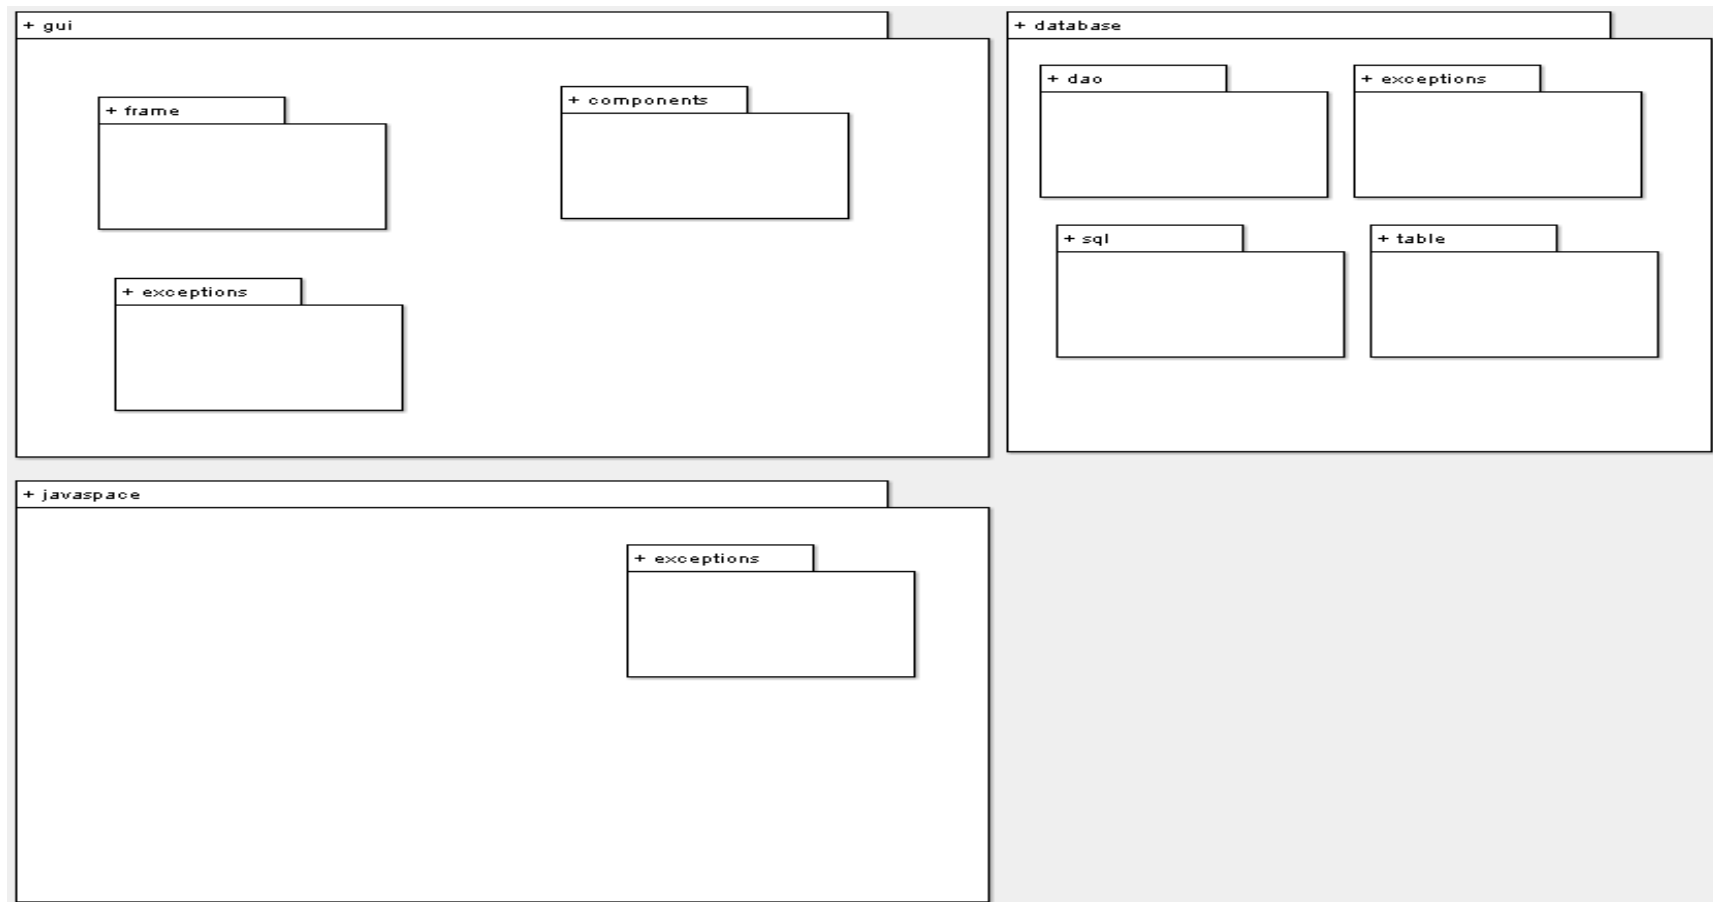 + gui
+ frame
+ components
+ exceptions
+ database
+ dao
+ exceptions
+ sql
+ table
+ javaspace
+ exceptions